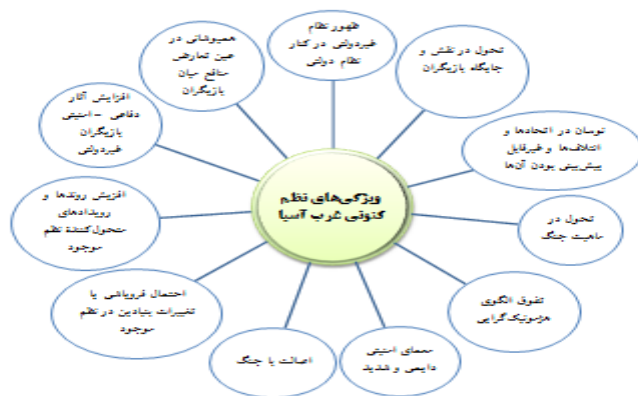 ویژگی‌های نظم
کنونی غرب آسیا
ظهور نظام
غیردولتی در کنار
نظام دولتی
تحول در نقش و
جایگاه بازیگران
نوسان در اتحادها و
ائتلاف‌ها و غیرقابل
پیش‌بینی بودن آن‌ها
تحول در
ماهیت جنگ
تفوق الگوی
هژمونیک‌گرایی
معمای امنیتی
دایمی و شدید
اصالت با جنگ
احتمال فروپاشی یا
تغییرات بنیادین در نظم
موجود
افزیش روندها و
رویدادهای
متحول‌کنندهٔ نظم
موجود
افزایش آثار
دفاعی - امنیتی
بازیگران
غیردولتی
همپوشانی در
عین تعارض
منافع میان
بازیگران